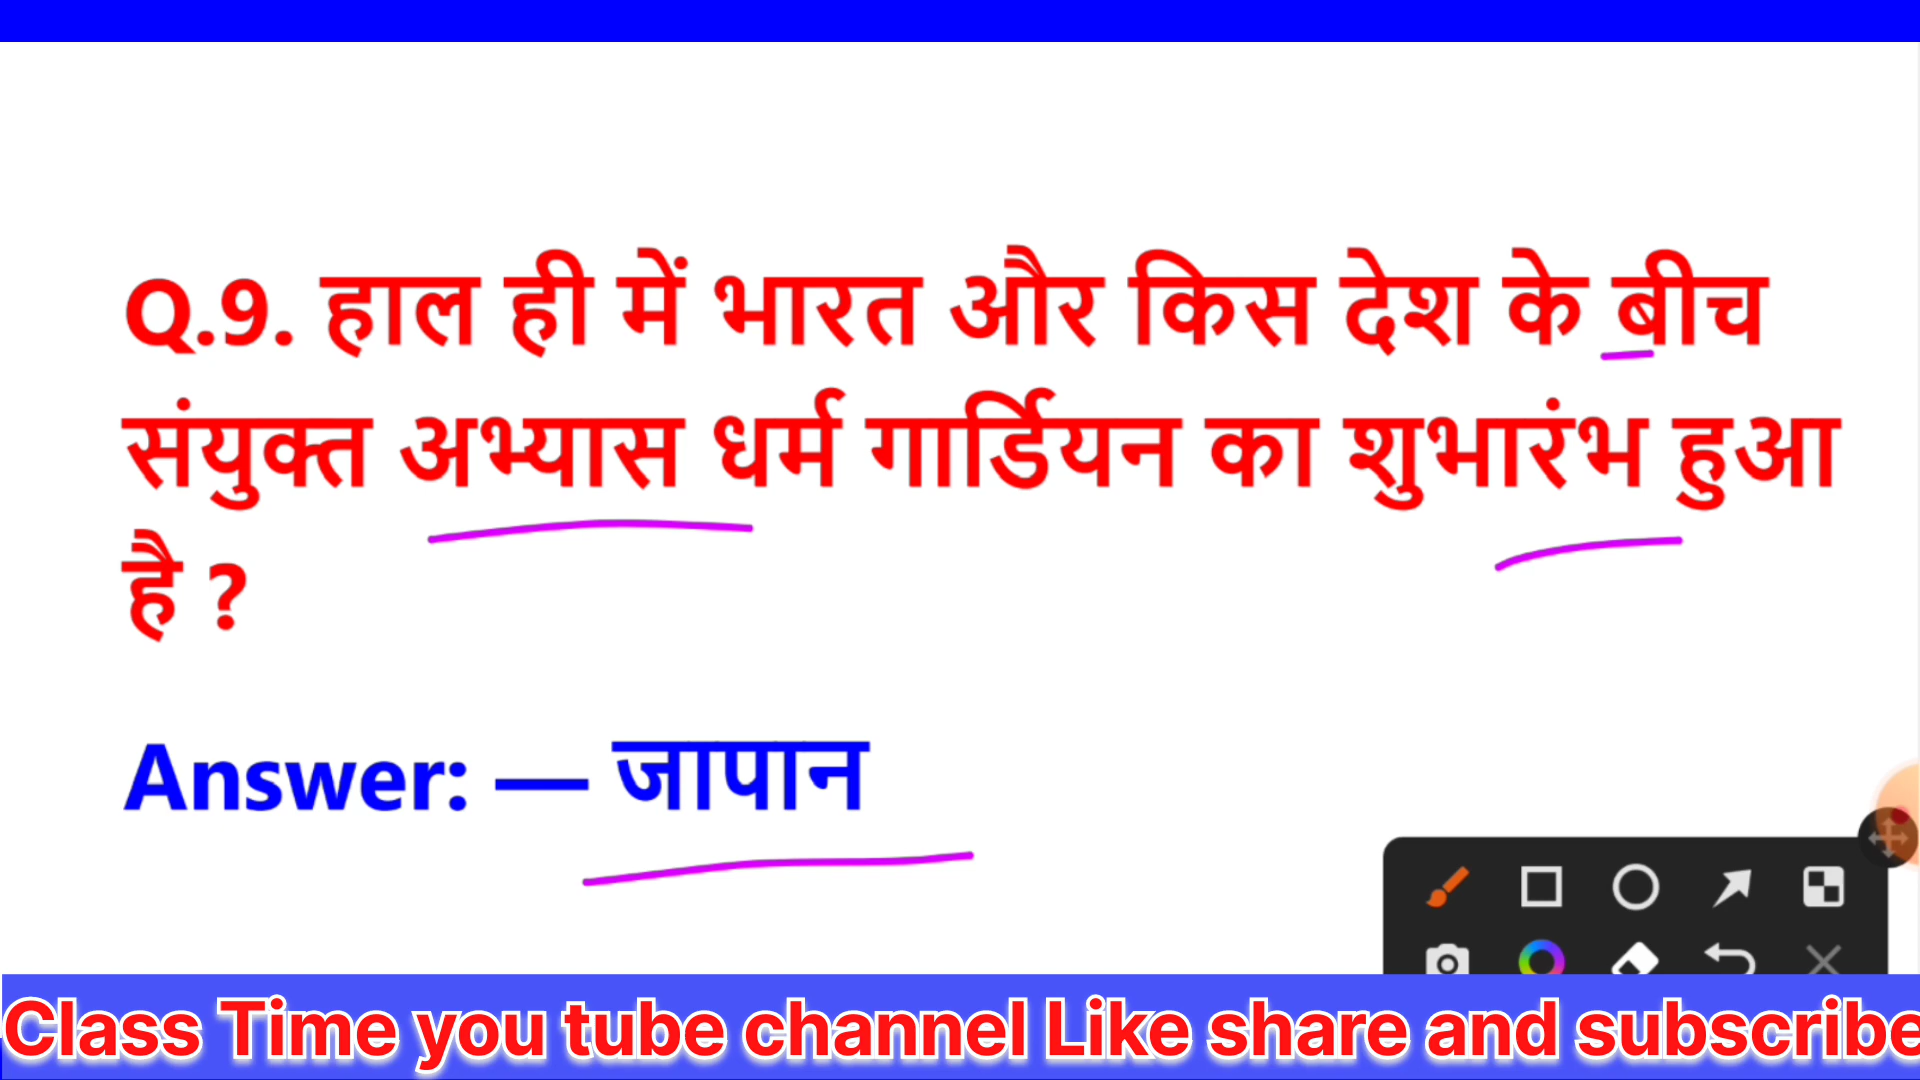 Q.9. हाल ही में भारत और किस देश के बीच
संयुक्त अभ्यास धर्म गार्डियन का शुभारंभ हुआ
है ?
Answer: — जापान
Class Time you tube channel Like share and subscribe